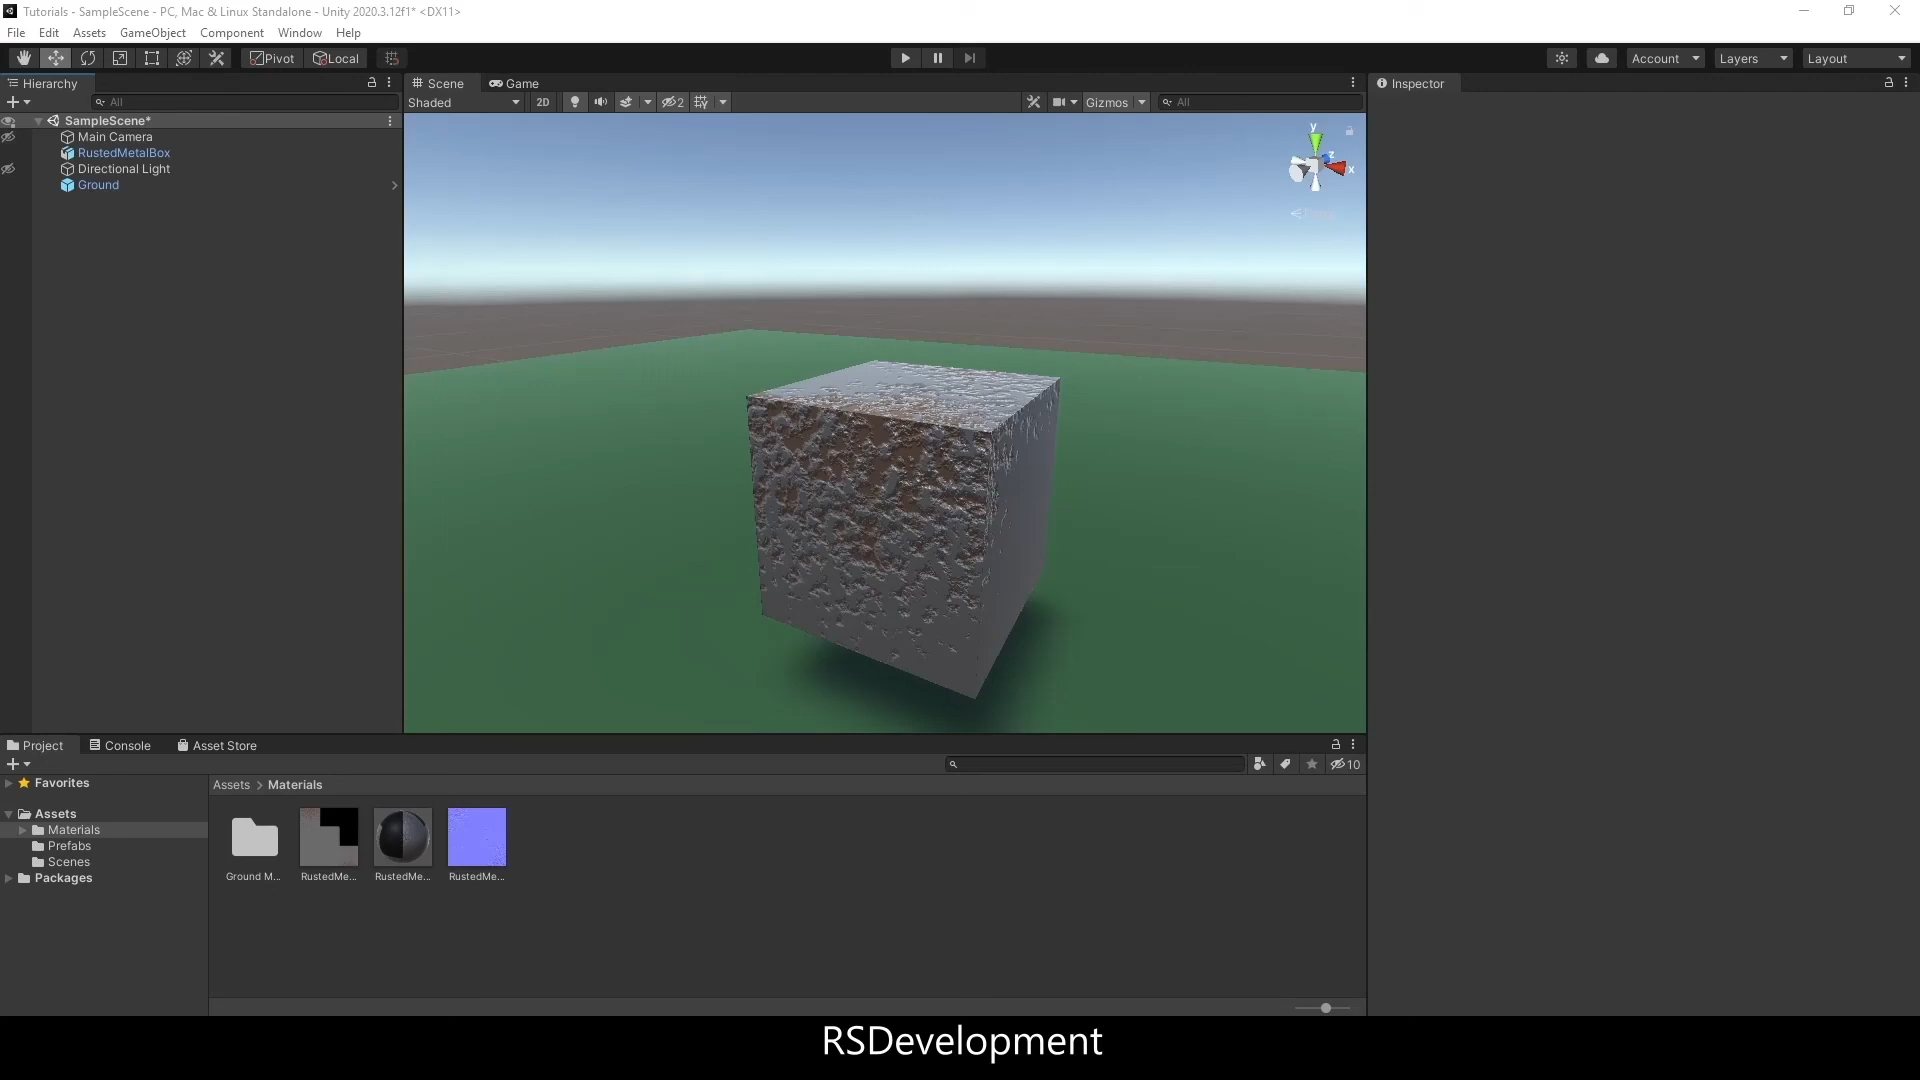 Tutorials - SampleScene - PC, Mac & Linux Standalone - Unity 2020.3.12f1* <DX11>
File Edit Assets GameObject Component Window Help
Pivot Local Account Layers Layout
Hierarchy
All
SampleScene*
Main Camera
RustedMetalBox
Directional Light
Ground
Scene Game
Shaded 2D 2 Gizmos All
y
z
x
Inspector
Project Console Asset Store
10
Favorites
Assets
Materials
Prefabs
Scenes
Packages
Assets > Materials
Ground M... RustedMe... RustedMe... RustedMe...
RSDevelopment